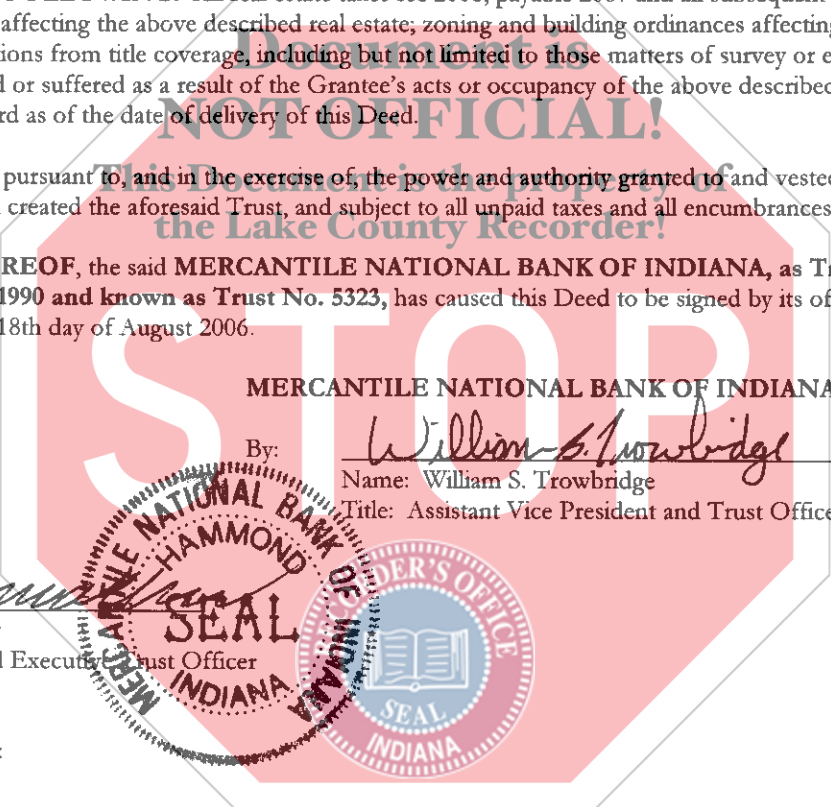 affecting the above described real estate; zoning and building ordinances affecting
tions from title coverage, including but not limited to those matters of survey or e
d or suffered as a result of the Grantee's acts or occupancy of the above described
rd as of the date of delivery of this Deed.
Document is
NOT OFFICIAL!
This Document is the property of
the Lake County Recorder!
pursuant to, and in the exercise of, the power and authority granted to and vested
created the aforesaid Trust, and subject to all unpaid taxes and all encumbrances
REOF, the said MERCANTILE NATIONAL BANK OF INDIANA, as Tr
1990 and known as Trust No. 5323, has caused this Deed to be signed by its of
18th day of August 2006.
STOP
MERCANTILE NATIONAL BANK OF INDIANA
By: William S. Trowbridge
Name: William S. Trowbridge
Title: Assistant Vice President and Trust Office
l Executive Trust Officer
MERCANTILE NATIONAL BANK OF INDIANA
HAMMOND
SEAL
INDIANA
RECORDER'S OFFICE
SEAL
INDIANA